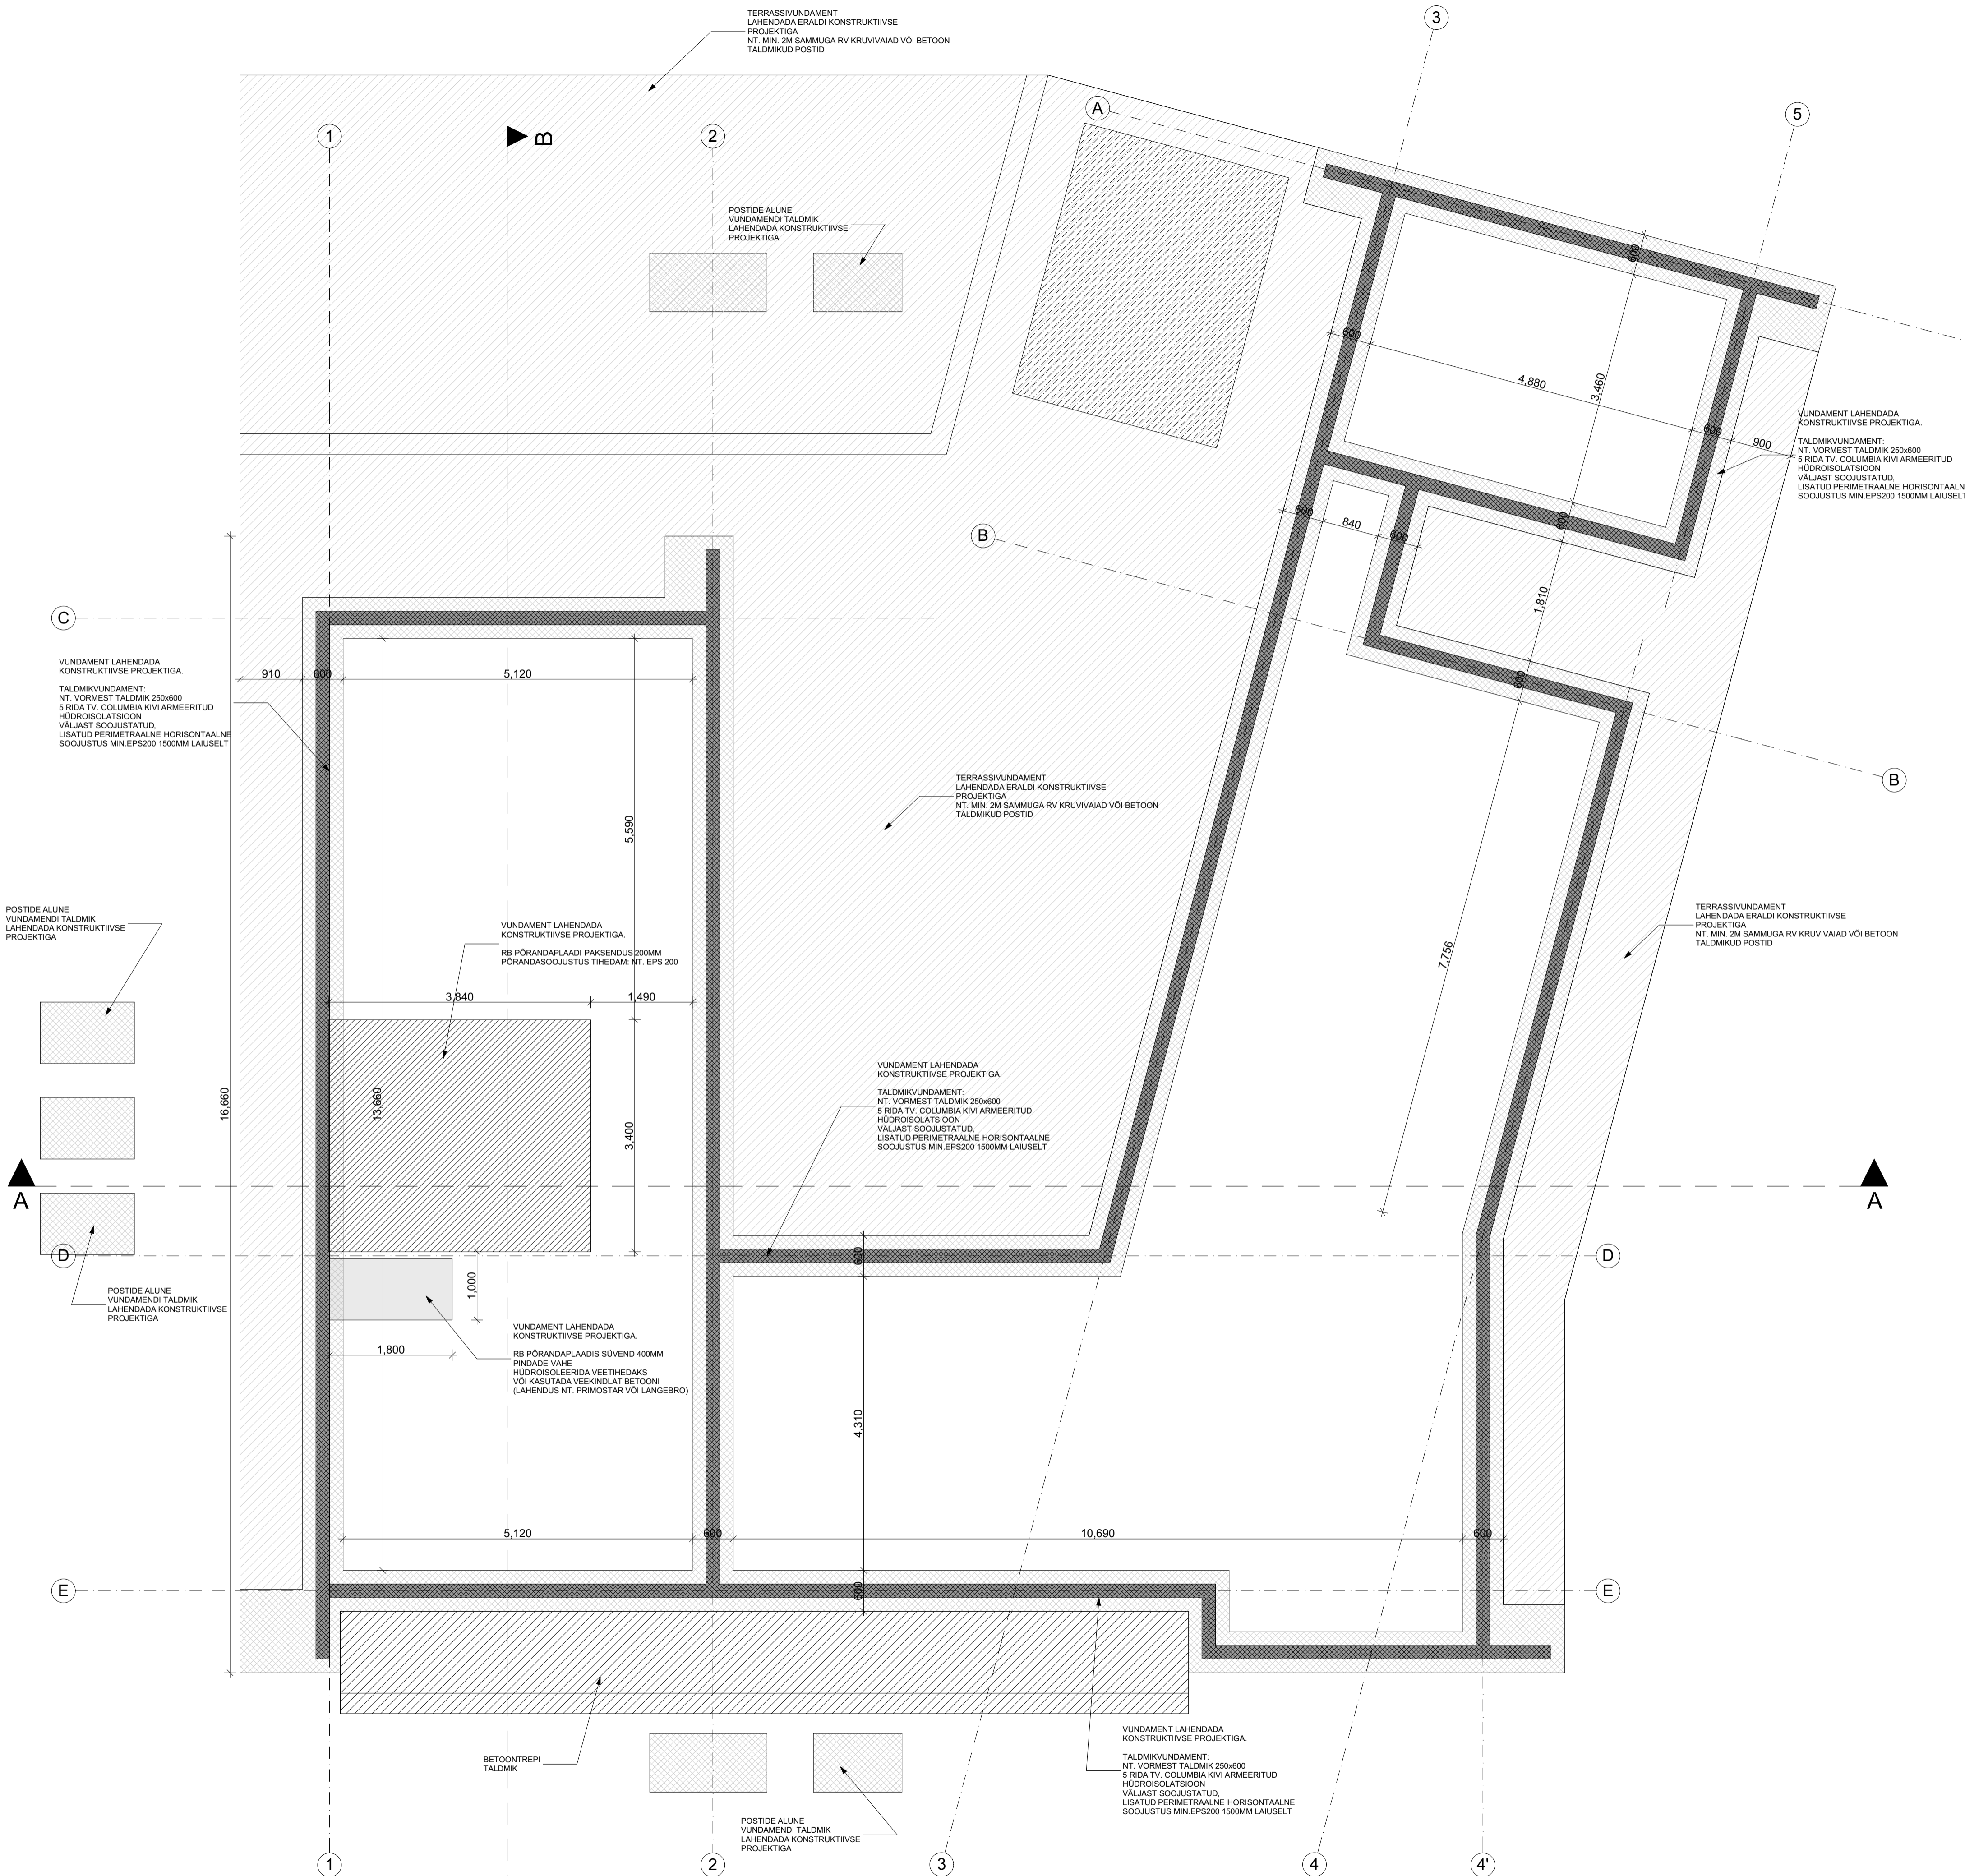 TERRASSIVUNDAMENT
LAHENDADA ERALDI KONSTRUKTIIVSE
PROJEKTIGA
NT. MIN. 2M SAMMUGA RV KRUVIVAIAD VÕI BETOON
TALDMIKUD POSTID
3
A
5
1
B
2
POSTIDE ALUNE
VUNDAMENDI TALDMIK
LAHENDADA KONSTRUKTIIVSE
PROJEKTIGA
600
600
4,880
3,460
600
900
VUNDAMENT LAHENDADA
KONSTRUKTIIVSE PROJEKTIGA.
TALDMIKVUNDAMENT:
NT. VORMEST TALDMIK 250x600
5 RIDA TV. COLUMBIA KIVI ARMEERITUD
HÜDROISOLATSIOON
VÄLJAST SOOJUSTATUD,
LISATUD PERIMETRAALNE HORISONTAALN
SOOJUSTUS MIN.EPS200 1500MM LAIUSELT
600
840
600
600
B
1,810
C
VUNDAMENT LAHENDADA
KONSTRUKTIIVSE PROJEKTIGA.
TALDMIKVUNDAMENT:
NT. VORMEST TALDMIK 250x600
5 RIDA TV. COLUMBIA KIVI ARMEERITUD
HÜDROISOLATSIOON
VÄLJAST SOOJUSTATUD,
LISATUD PERIMETRAALNE HORISONTAALNE
SOOJUSTUS MIN.EPS200 1500MM LAIUSELT
910
600
5,120
600
B
TERRASSIVUNDAMENT
LAHENDADA ERALDI KONSTRUKTIIVSE
PROJEKTIGA
NT. MIN. 2M SAMMUGA RV KRUVIVAIAD VÕI BETOON
TALDMIKUD POSTID
5,590
POSTIDE ALUNE
VUNDAMENDI TALDMIK
LAHENDADA KONSTRUKTIIVSE
PROJEKTIGA
VUNDAMENT LAHENDADA
KONSTRUKTIIVSE PROJEKTIGA.
RB PÕRANDAPLAADI PAKSENDUS 200MM
PÕRANDASOOJUSTUS TIHEDAM: NT. EPS 200
TERRASSIVUNDAMENT
LAHENDADA ERALDI KONSTRUKTIIVSE
PROJEKTIGA
NT. MIN. 2M SAMMUGA RV KRUVIVAIAD VÕI BETOON
TALDMIKUD POSTID
7,756
3,840
1,490
16,660
13,660
3,400
VUNDAMENT LAHENDADA
KONSTRUKTIIVSE PROJEKTIGA.
TALDMIKVUNDAMENT:
NT. VORMEST TALDMIK 250x600
5 RIDA TV. COLUMBIA KIVI ARMEERITUD
HÜDROISOLATSIOON
VÄLJAST SOOJUSTATUD,
LISATUD PERIMETRAALNE HORISONTAALNE
SOOJUSTUS MIN.EPS200 1500MM LAIUSELT
A
A
D
600
D
1,000
POSTIDE ALUNE
VUNDAMENDI TALDMIK
LAHENDADA KONSTRUKTIIVSE
PROJEKTIGA
VUNDAMENT LAHENDADA
KONSTRUKTIIVSE PROJEKTIGA.
RB PÕRANDAPLAADIS SÜVEND 400MM
PINDADE VAHE
HÜDROISOLEERIDA VEETIHEDAKS
VÕI KASUTADA VEEKINDLAT BETOONI
(LAHENDUS NT. PRIMOSTAR VÕI LANGEBRO)
1,800
4,310
5,120
600
10,690
600
E
600
E
BETOONTREPI
TALDMIK
VUNDAMENT LAHENDADA
KONSTRUKTIIVSE PROJEKTIGA.
TALDMIKVUNDAMENT:
NT. VORMEST TALDMIK 250x600
5 RIDA TV. COLUMBIA KIVI ARMEERITUD
HÜDROISOLATSIOON
VÄLJAST SOOJUSTATUD,
LISATUD PERIMETRAALNE HORISONTAALNE
SOOJUSTUS MIN.EPS200 1500MM LAIUSELT
POSTIDE ALUNE
VUNDAMENDI TALDMIK
LAHENDADA KONSTRUKTIIVSE
PROJEKTIGA
1
2
3
4
4'